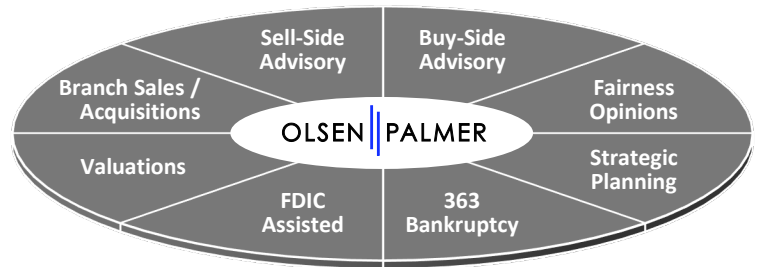 Sell-Side
Advisory
Buy-Side
Advisory
Branch Sales /
Acquisitions
Fairness
Opinions
OLSEN PALMER
Valuations
Strategic
Planning
FDIC
Assisted
363
Bankruptcy